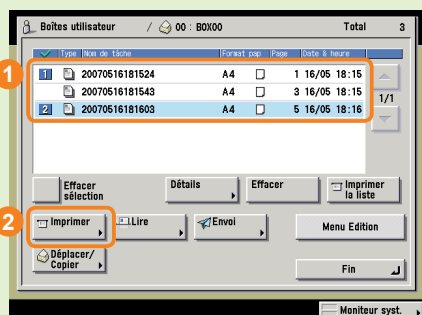 Boîtes utilisateur / 00 : BOX00 Total 3
Type Nom de tâche Format pap Page Date & heure
1 1 20070516181524 A4 1 16/05 18:15
20070516181543 A4 3 16/05 18:15
2 20070516181603 A4 5 16/05 18:16
1/1
Effacer sélection Détails Effacer Imprimer la liste
2 Imprimer Lire Envoi Menu Edition
Déplacer/ Copier Fin
Moniteur syst.